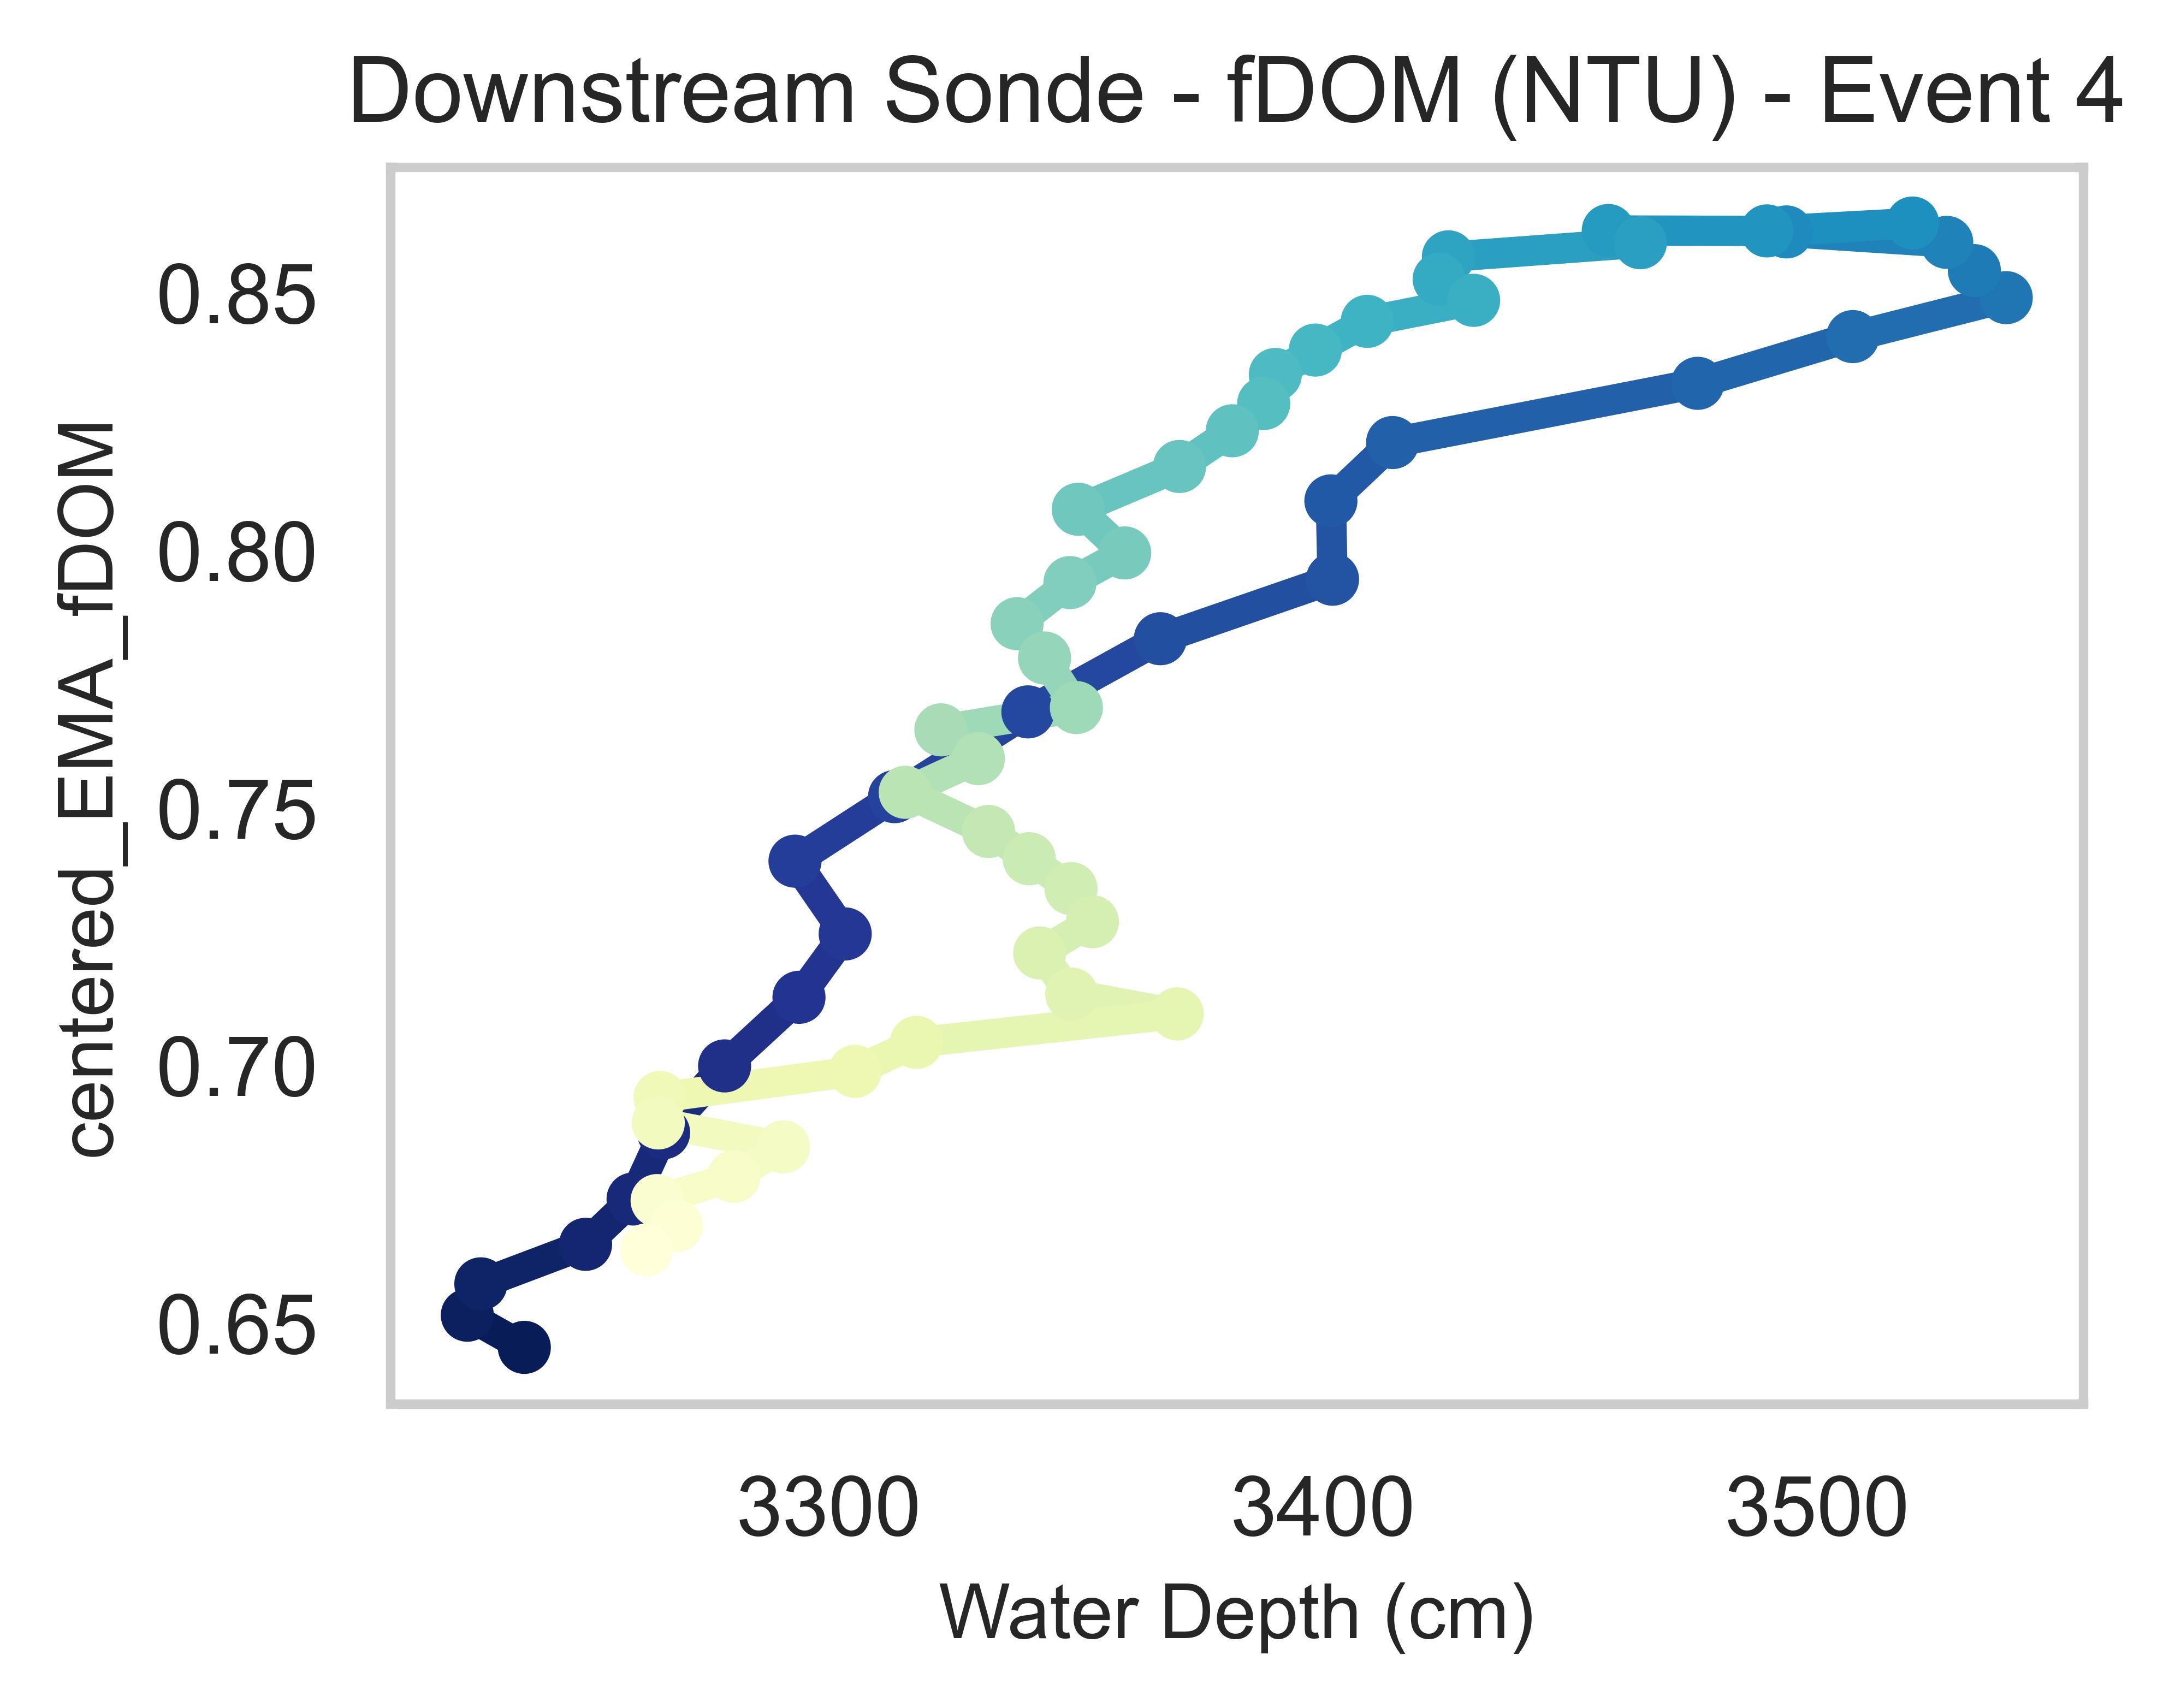 Downstream Sonde - fDOM (NTU) - Event 4
centered_EMA_fDOM
0.85
0.80
0.75
0.70
0.65
3300 3400 3500
Water Depth (cm)